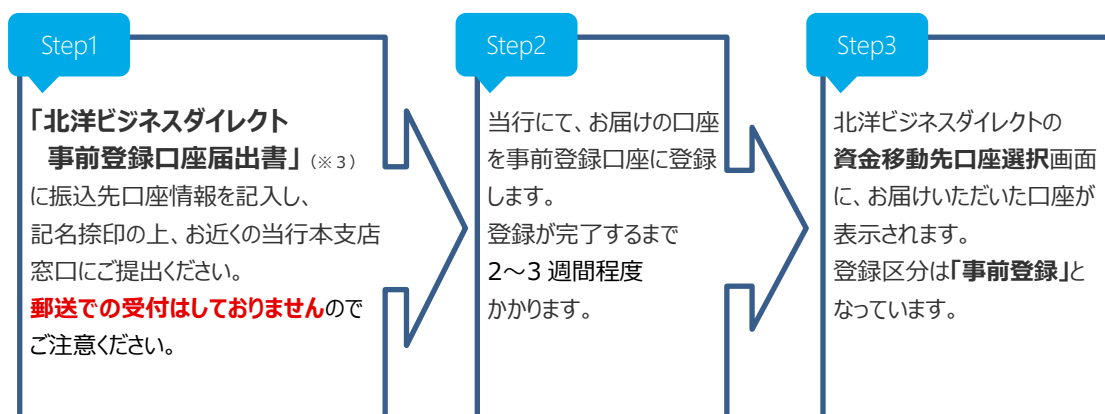 Step1
「北洋ビジネスダイレクト
事前登録口座届出書」(※3)
に振込先口座情報を記入し、
記名捺印の上、お近くの当行本支店
窓口にご提出ください。
郵送での受付はしておりませんので
ご注意ください。
Step2
当行にて、お届けの口座
を事前登録口座に登録
します。
登録が完了するまで
2～3 週間程度
かかります。
Step3
北洋ビジネスダイレクトの
資金移動先口座選択画面
に、お届けいただいた口座が
表示されます。
登録区分は「事前登録」と
なっています。